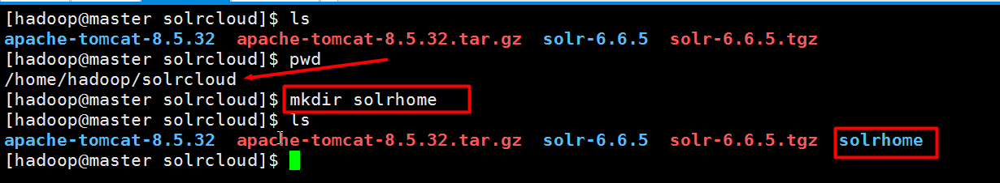 [hadoop@master solrcloud]$ ls
apache-tomcat-8.5.32  apache-tomcat-8.5.32.tar.gz  solr-6.6.5  solr-6.6.5.tgz
[hadoop@master solrcloud]$ pwd
/home/hadoop/solrcloud
[hadoop@master solrcloud]$ mkdir solrhome
[hadoop@master solrcloud]$ ls
apache-tomcat-8.5.32  apache-tomcat-8.5.32.tar.gz  solr-6.6.5  solr-6.6.5.tgz  solrhome
[hadoop@master solrcloud]$